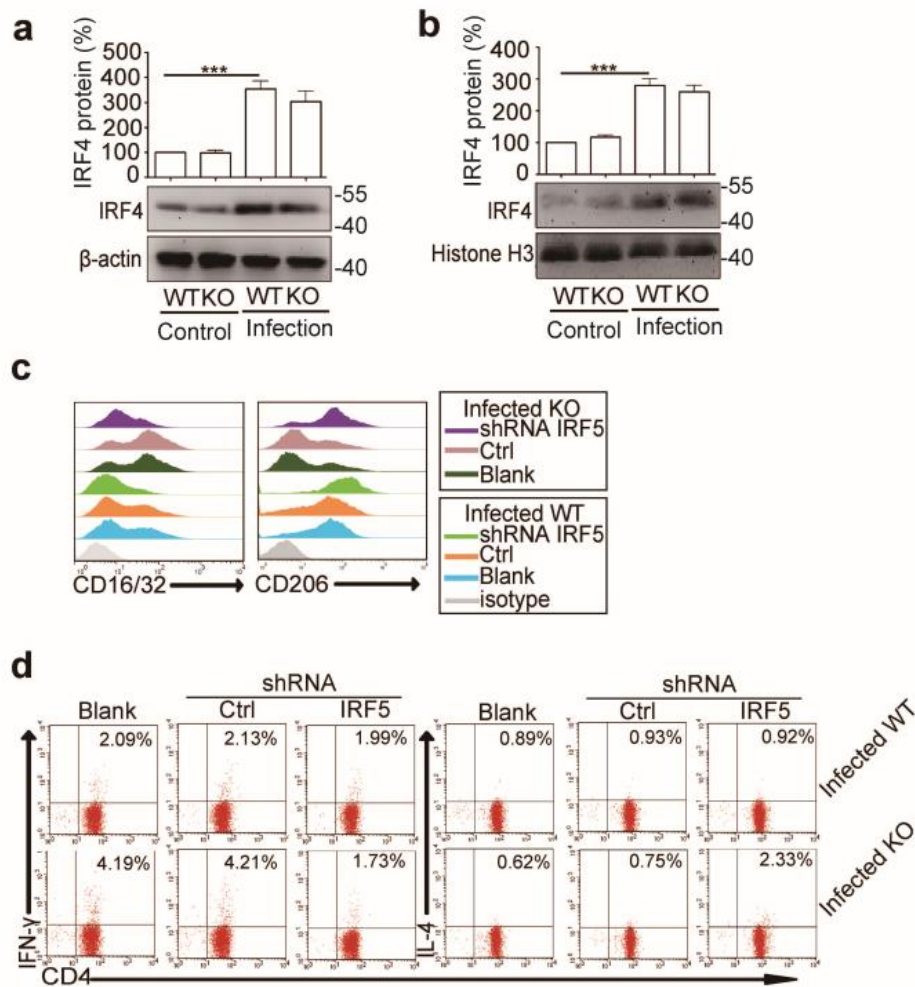 a
IRF4 protein (%)
500
400
300
200
100
0
***
IRF4
-55
-40
β-actin
-40
WT KO WT KO
Control Infection
b
IRF4 protein (%)
400
300
200
100
0
***
IRF4
-55
-40
Histone H3
-40
WT KO WT KO
Control Infection
c
CD16/32
CD206
Infected KO
shRNA IRF5
Ctrl
Blank
Infected WT
shRNA IRF5
Ctrl
Blank
isotype
d
shRNA shRNA
Blank Ctrl IRF5 Blank Ctrl IRF5
2.09% 2.13% 1.99% 0.89% 0.93% 0.92%
Infected WT
4.19% 4.21% 1.73% 0.62% 0.75% 2.33%
Infected KO
IFN-γ
IL-4
CD4